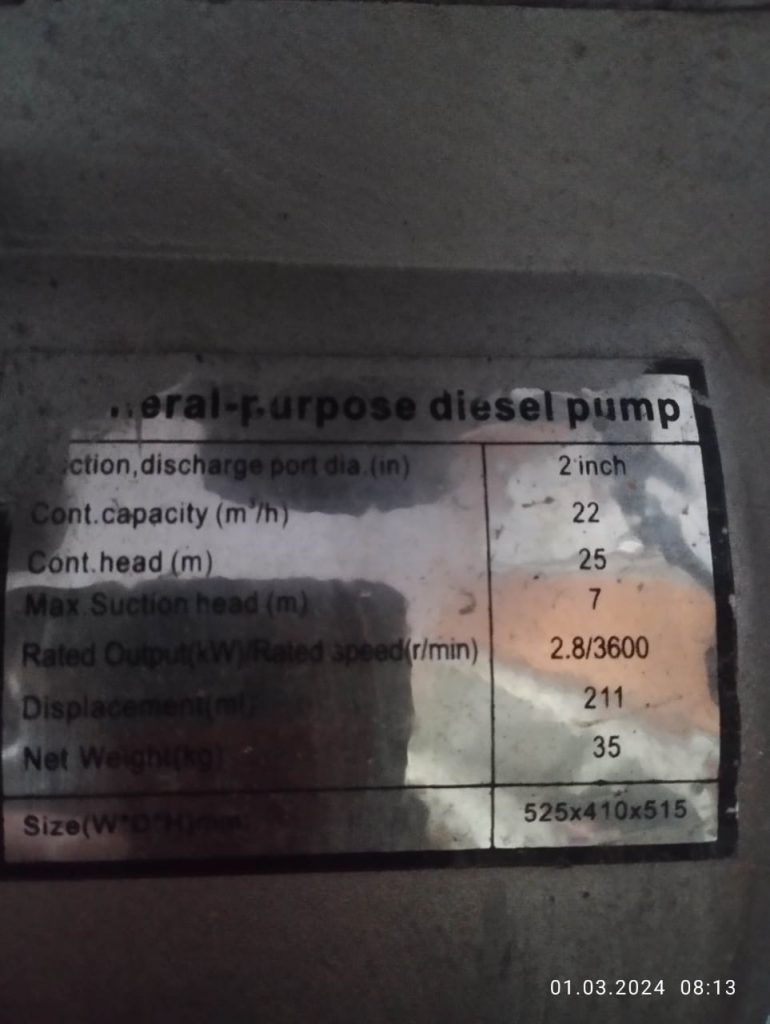 eral-purpose diesel pump
ction,discharge port dia.(in) 2 inch
Cont.capacity (m³/h) 22
Cont.head (m) 25
Max Suction head (m) 7
Rated Output(kW)/Rated speed(r/min) 2.8/3600
Displacement(ml) 211
Net Weight(kg) 35
Size(W*D*H)mm 525x410x515
01.03.2024 08:13